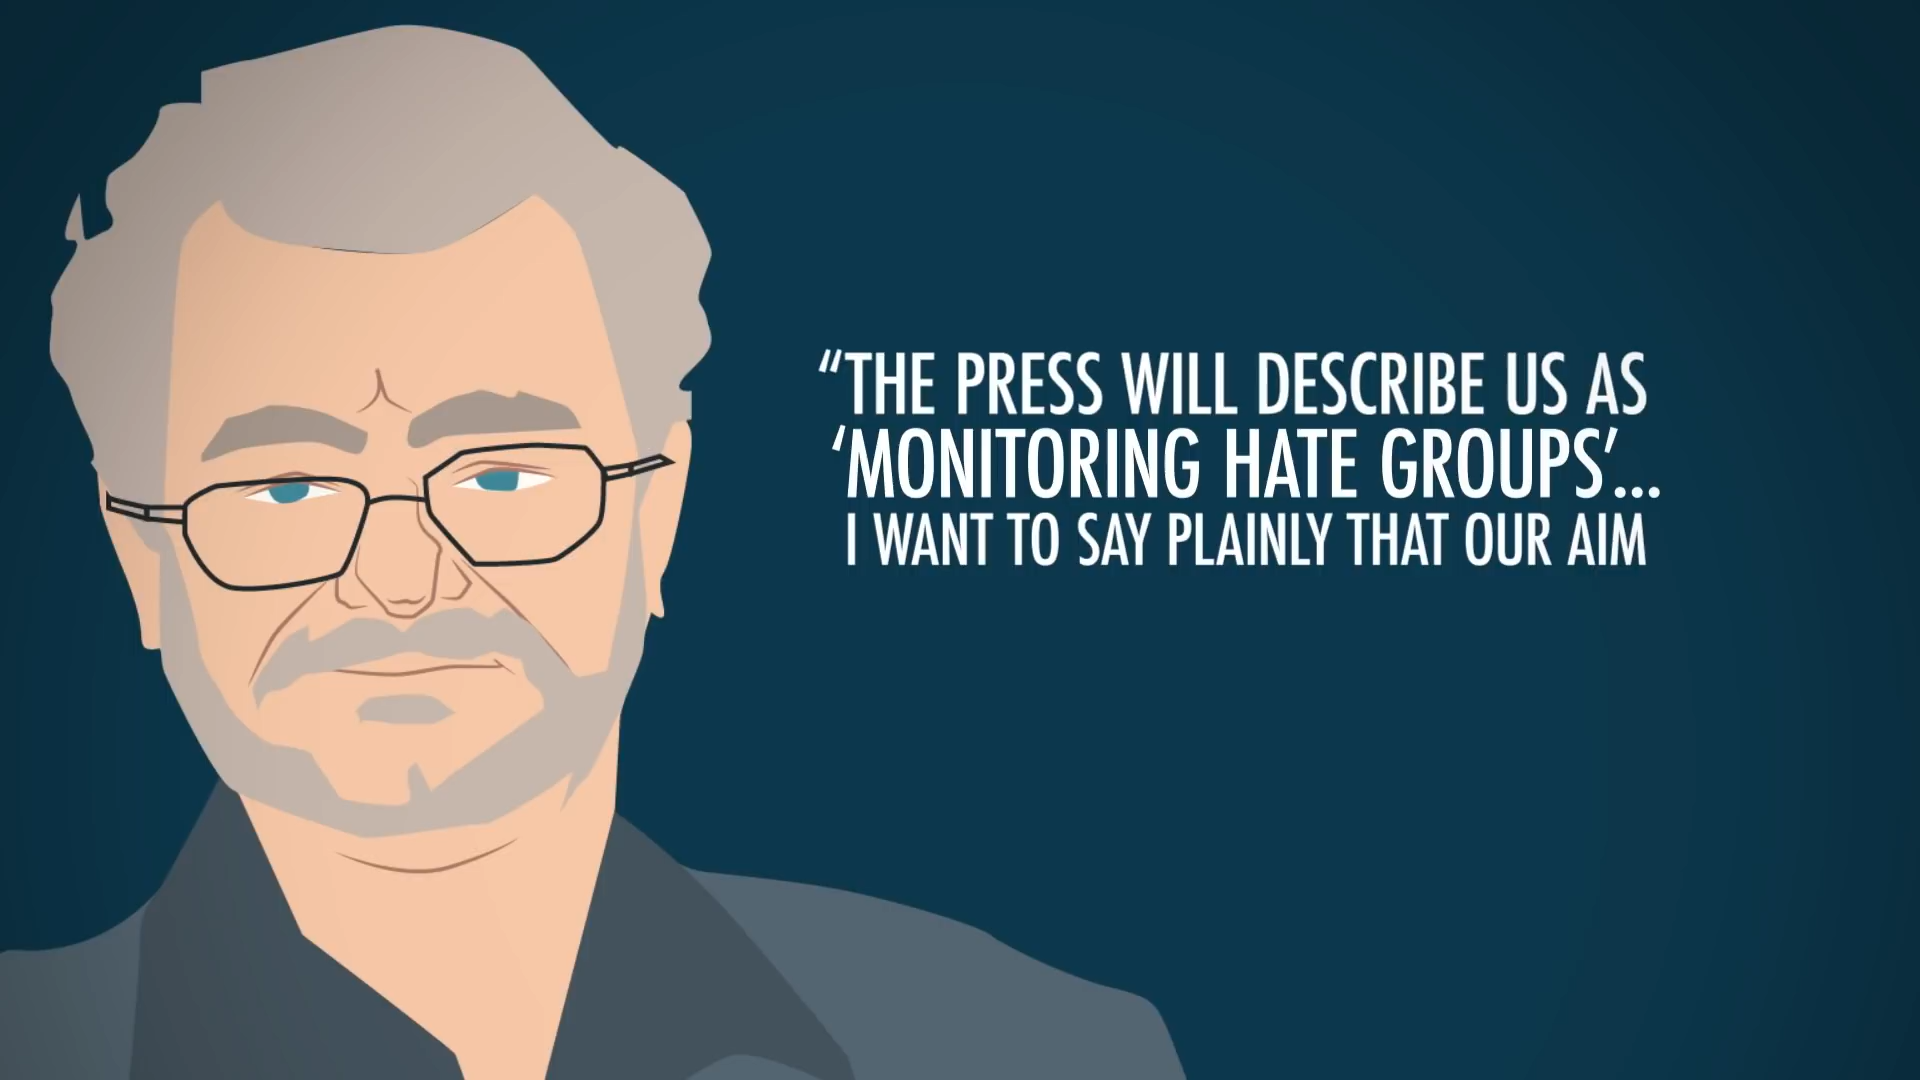 “THE PRESS WILL DESCRIBE US AS
‘MONITORING HATE GROUPS’...
I WANT TO SAY PLAINLY THAT OUR AIM